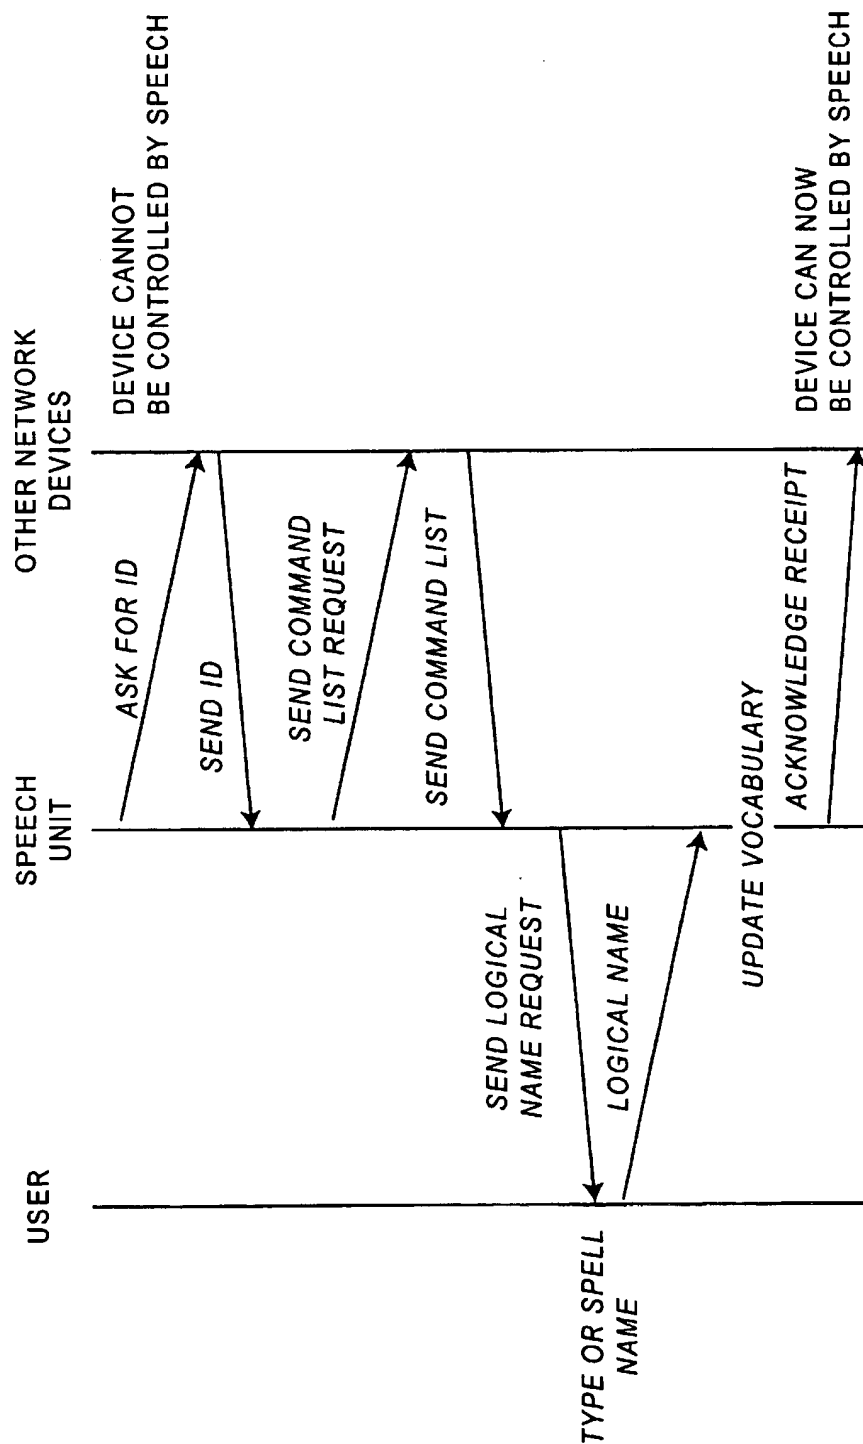 USER
SPEECH
UNIT
OTHER NETWORK
DEVICES
DEVICE CANNOT
BE CONTROLLED BY SPEECH
ASK FOR ID
SEND ID
SEND COMMAND
LIST REQUEST
SEND COMMAND LIST
SEND LOGICAL
NAME REQUEST
TYPE OR SPELL
NAME
LOGICAL NAME
UPDATE VOCABULARY
ACKNOWLEDGE RECEIPT
DEVICE CAN NOW
BE CONTROLLED BY SPEECH